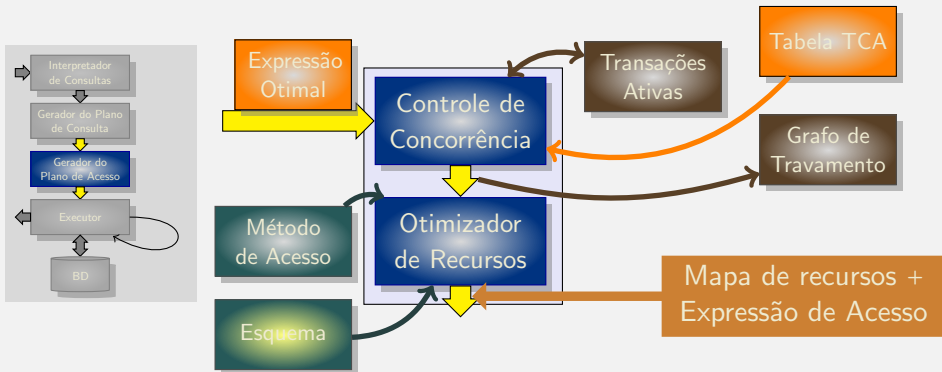 Interpretador
de Consultas
Gerador do Plano
de Consulta
Gerador do
Plano de Acesso
Executor
BD
Expressão
Otimal
Controle de
Concorrência
Transações
Ativas
Tabela TCA
Grafo de
Travamento
Método
de Acesso
Otimizador
de Recursos
Esquema
Mapa de recursos +
Expressão de Acesso